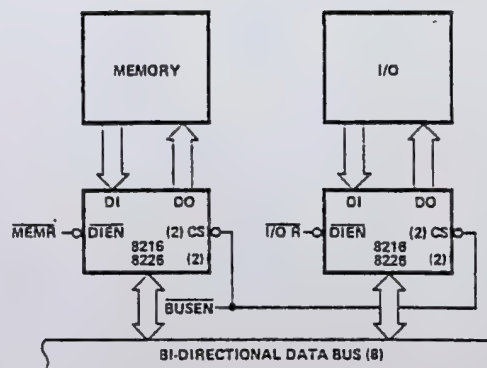 MEMORY
I/O
DI DO
DI DO
MEMR DIEN (2) CS
I/O R DIEN (2) CS
8216
8226 (2)
8216
8226 (2)
BUSEN
BI-DIRECTIONAL DATA BUS (8)